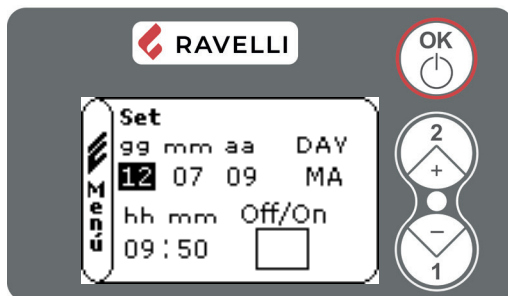 RAVELLI
OK
Set
gg mm aa DAY
12 07 09 MA
hh mm Off/On
09:50
Menú
2
+
−
1